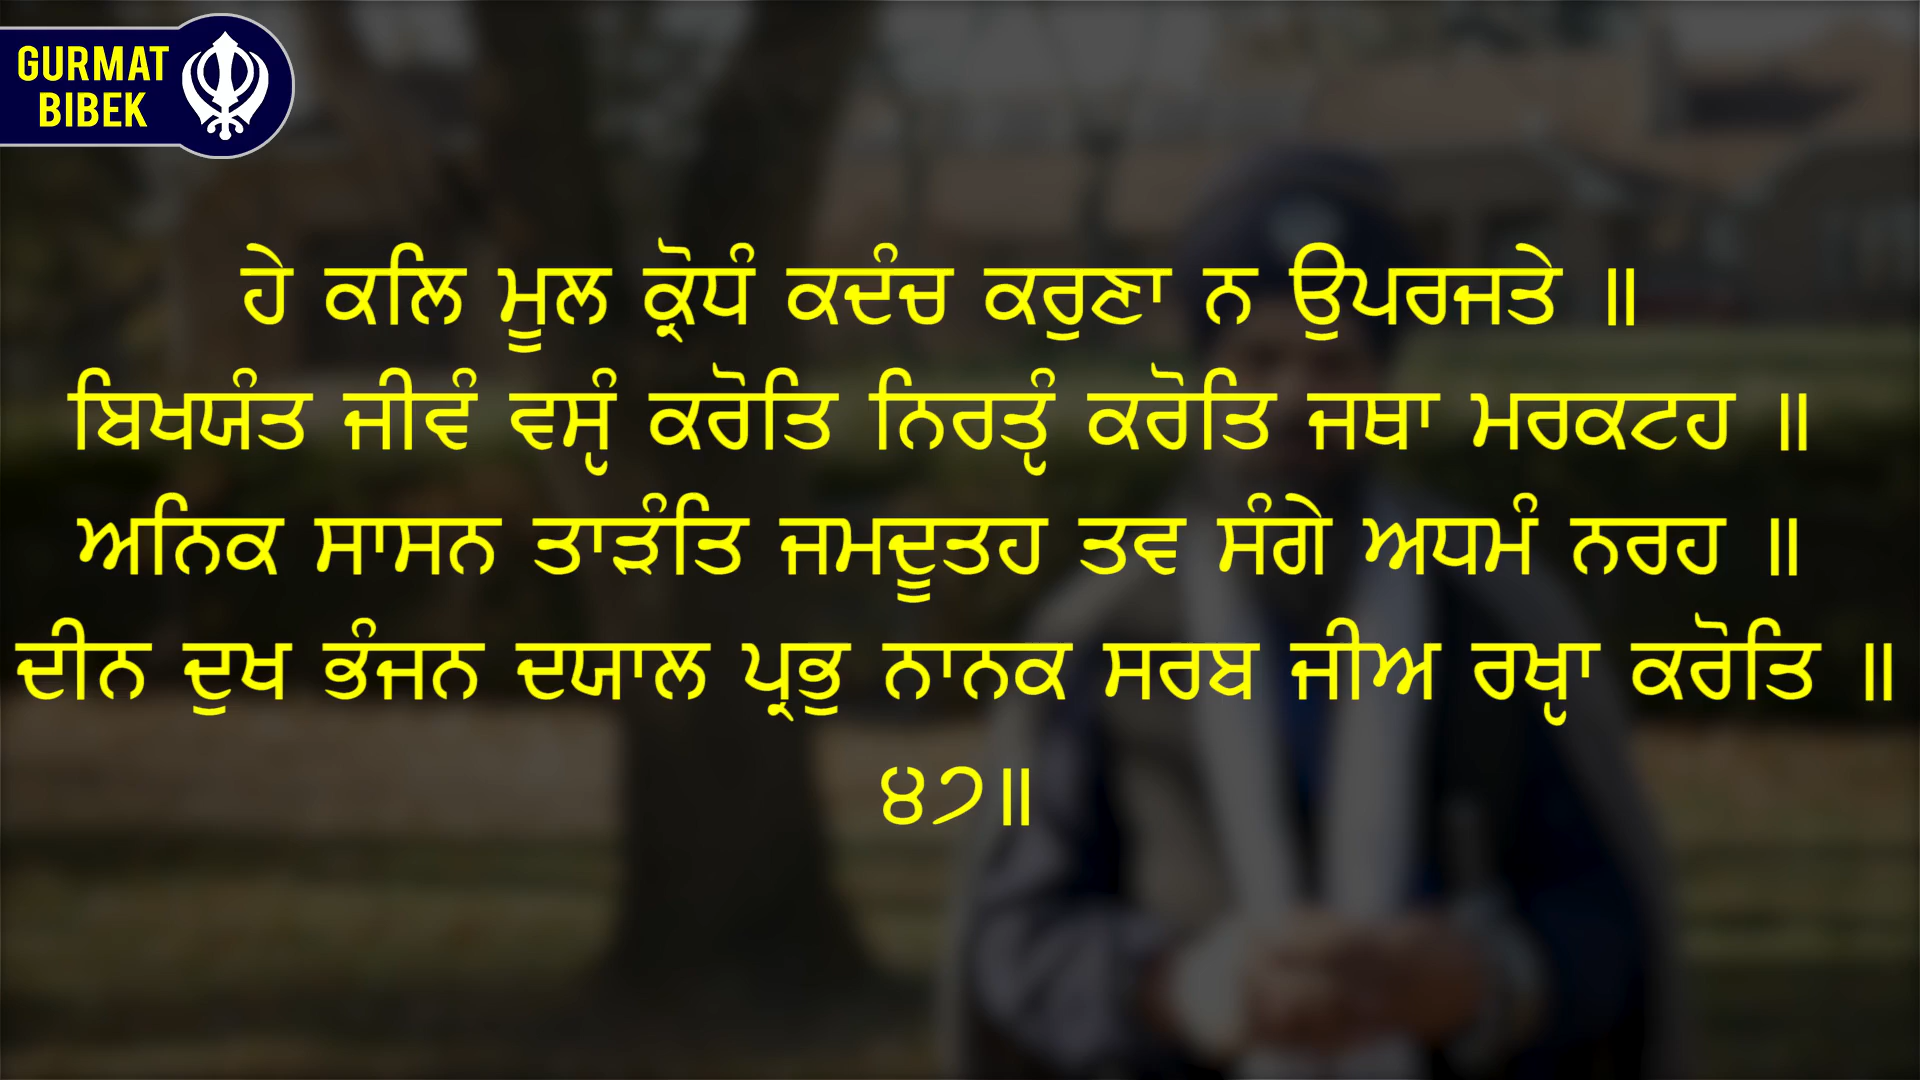 GURMAT
BIBEK
ਹੇ ਕਲਿ ਮੂਲ ਕ੍ਰੋਧੰ ਕਦੰਚ ਕਰੁਣਾ ਨ ਉਪਰਜਤੇ ॥
ਬਿਖਯੰਤ ਜੀਵੰ ਵਸੵੰ ਕਰੋਤਿ ਨਿਰਤੵੰ ਕਰੋਤਿ ਜਥਾ ਮਰਕਟਹ ॥
ਅਨਿਕ ਸਾਸਨ ਤਾੜੰਤਿ ਜਮਦੂਤਹ ਤਵ ਸੰਗੇ ਅਧਮੰ ਨਰਹ ॥
ਦੀਨ ਦੁਖ ਭੰਜਨ ਦਯਾਲ ਪ੍ਰਭੁ ਨਾਨਕ ਸਰਬ ਜੀਅ ਰਖੵਾ ਕਰੋਤਿ ॥
੪੭॥